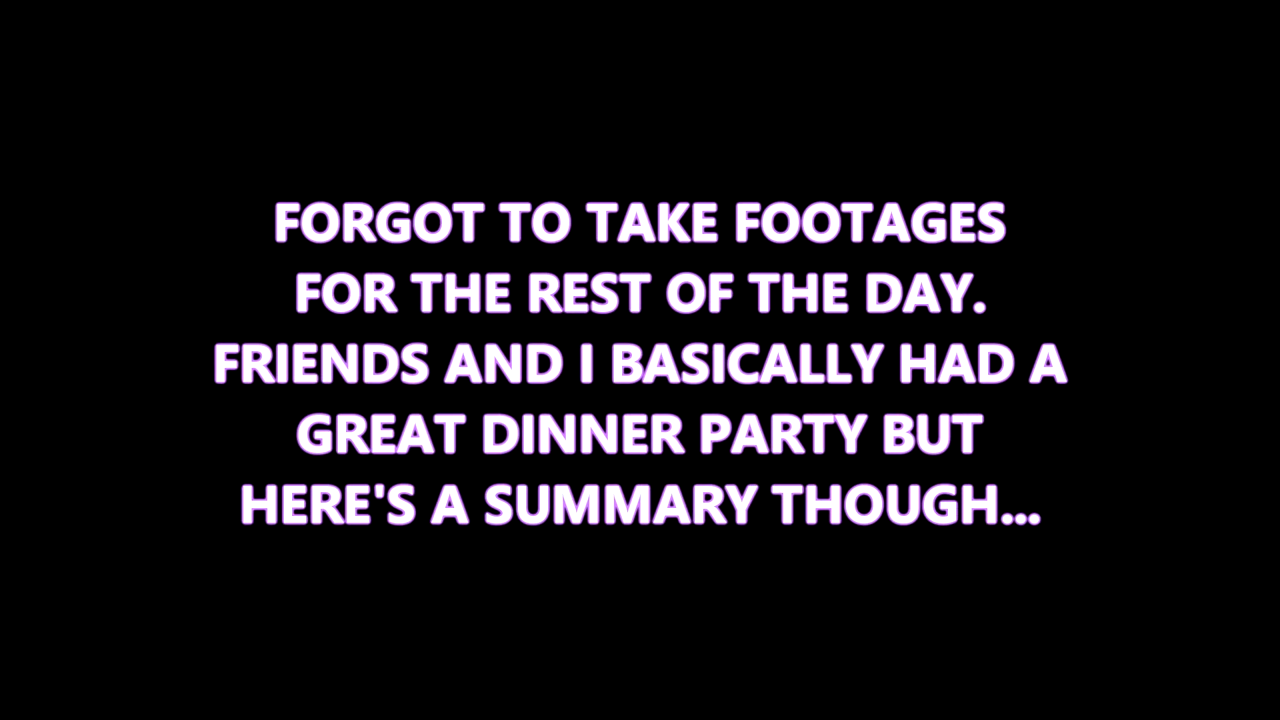 FORGOT TO TAKE FOOTAGES
FOR THE REST OF THE DAY.
FRIENDS AND I BASICALLY HAD A
GREAT DINNER PARTY BUT
HERE'S A SUMMARY THOUGH...